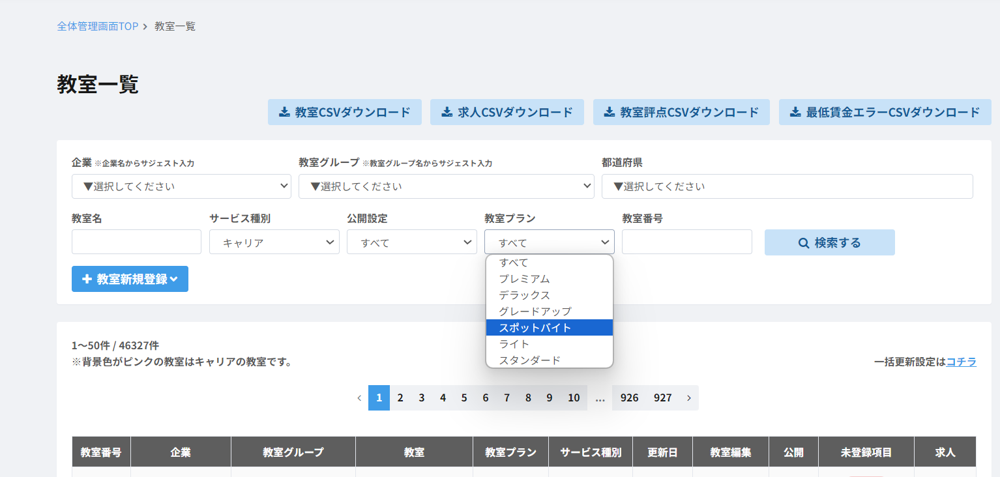 全体管理画面TOP › 教室一覧
教室一覧
教室CSVダウンロード 求人CSVダウンロード 教室評点CSVダウンロード 最低賃金エラーCSVダウンロード
企業 ※企業名からサジェスト入力 教室グループ ※教室グループ名からサジェスト入力 都道府県
▼選択してください ▼選択してください ▼選択してください
教室名 サービス種別 公開設定 教室プラン 教室番号
キャリア すべて すべて 検索する
すべて
プレミアム
デラックス
グレードアップ
スポットバイト
ライト
スタンダード
教室新規登録
1〜50件 / 46327件
※背景色がピンクの教室はキャリアの教室です。 一括更新設定はコチラ
‹ 1 2 3 4 5 6 7 8 9 10 ... 926 927 ›
教室番号 企業 教室グループ 教室 教室プラン サービス種別 更新日 教室編集 公開 未登録項目 求人